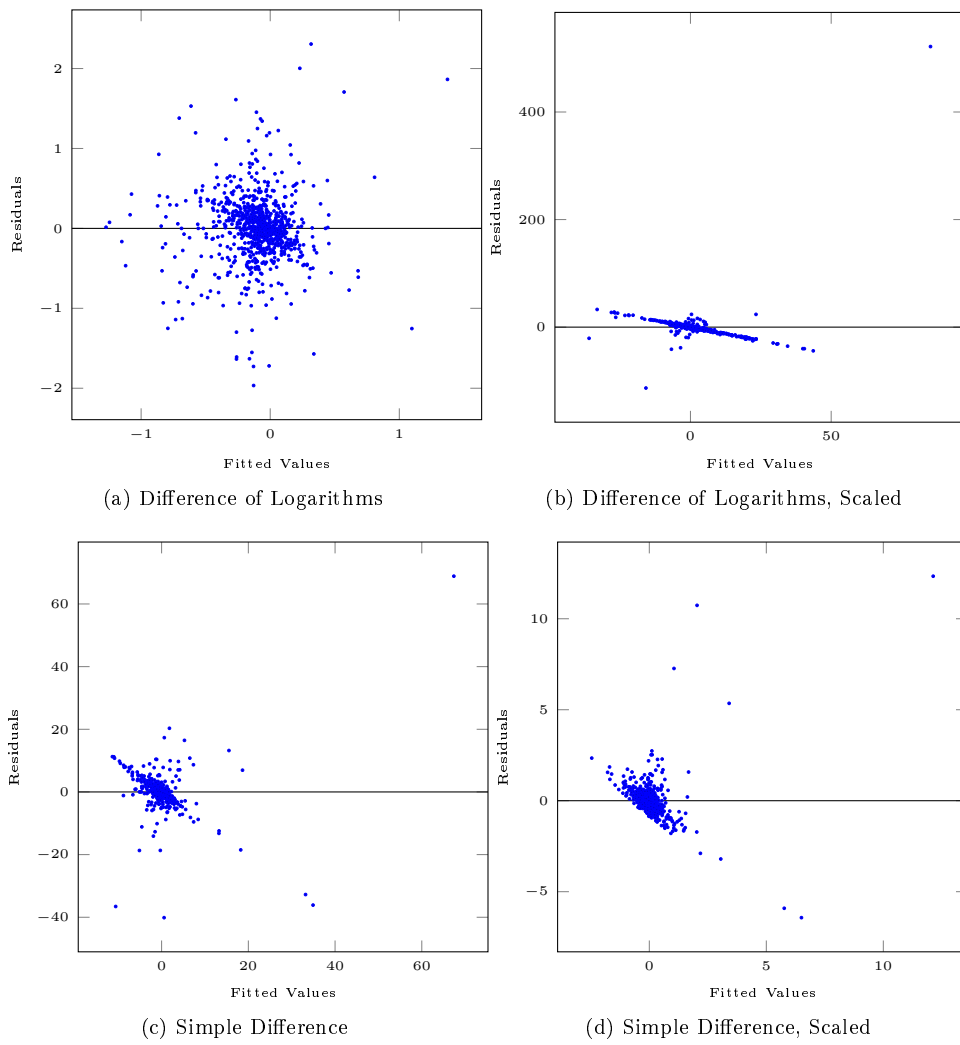 2
1
0
−1
−2
−1
0
1
Residuals
Fitted Values
(a) Difference of Logarithms
400
200
0
0
50
Residuals
Fitted Values
(b) Difference of Logarithms, Scaled
60
40
20
0
−20
−40
0
20
40
60
Residuals
Fitted Values
(c) Simple Difference
10
5
0
−5
0
5
10
Residuals
Fitted Values
(d) Simple Difference, Scaled